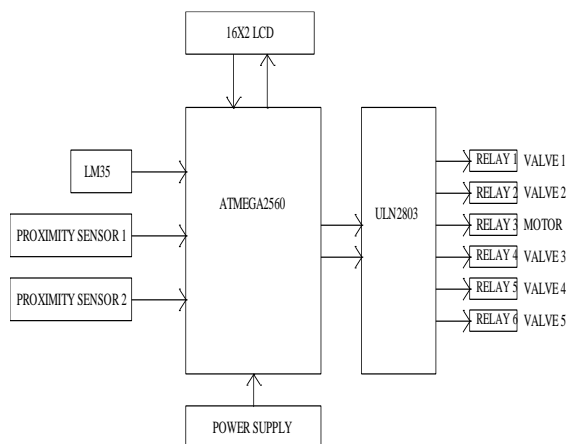 16X2 LCD
LM35
PROXIMITY SENSOR 1
PROXIMITY SENSOR 2
ATMEGA2560
ULN2803
RELAY 1 VALVE 1
RELAY 2 VALVE 2
RELAY 3 MOTOR
RELAY 4 VALVE 3
RELAY 5 VALVE 4
RELAY 6 VALVE 5
POWER SUPPLY